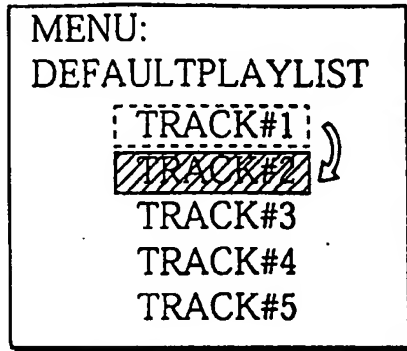 MENU:
DEFAULTPLAYLIST
TRACK#1
TRACK#2
TRACK#3
TRACK#4
TRACK#5